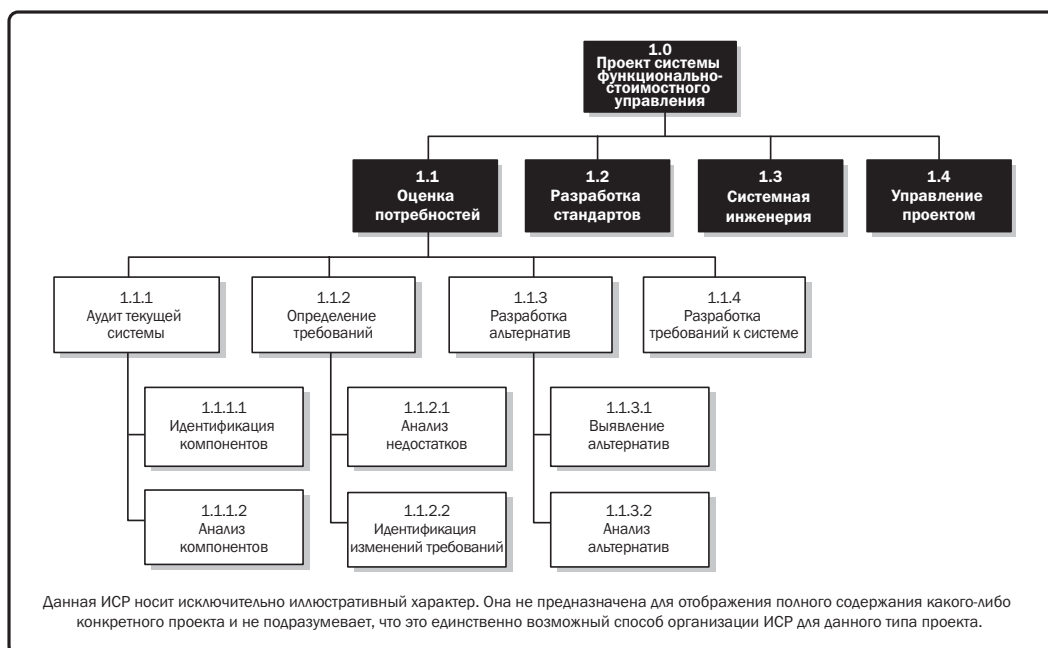 1.0
Проект системы
функционально-
стоимостного
управления
1.1
Оценка
потребностей
1.2
Разработка
стандартов
1.3
Системная
инженерия
1.4
Управление
проектом
1.1.1
Аудит текущей
системы
1.1.2
Определение
требований
1.1.3
Разработка
альтернатив
1.1.4
Разработка
требований к системе
1.1.1.1
Идентификация
компонентов
1.1.2.1
Анализ
недостатков
1.1.3.1
Выявление
альтернатив
1.1.1.2
Анализ
компонентов
1.1.2.2
Идентификация
изменений требований
1.1.3.2
Анализ
альтернатив
Данная ИСР носит исключительно иллюстративный характер. Она не предназначена для отображения полного содержания какого-либо
конкретного проекта и не подразумевает, что это единственно возможный способ организации ИСР для данного типа проекта.